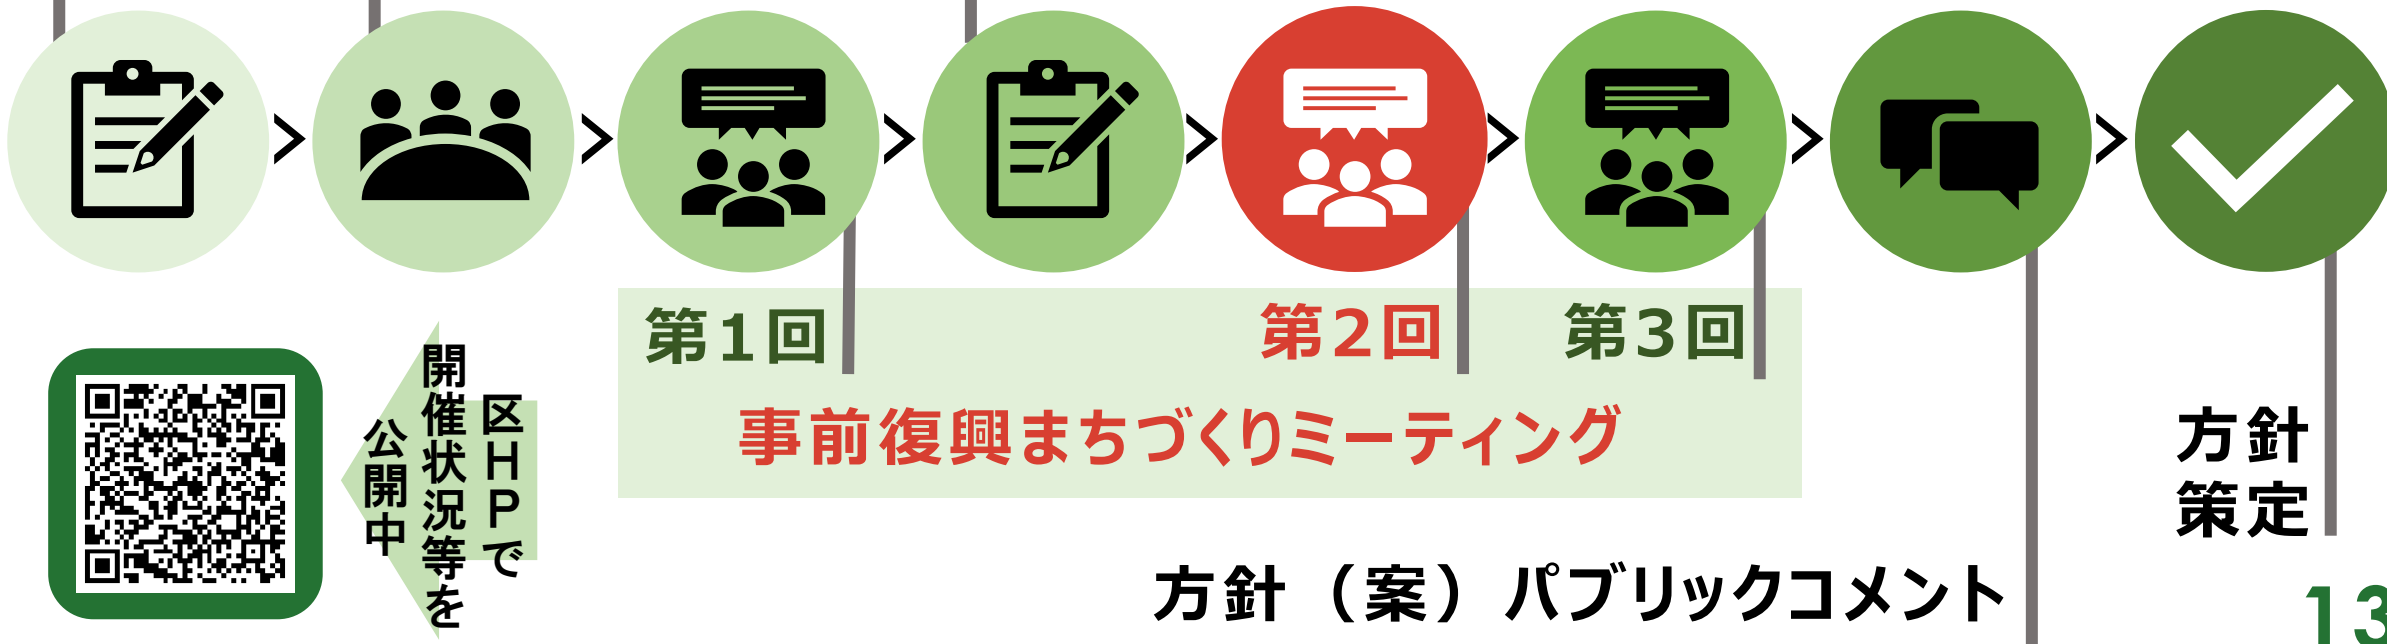 第1回
第2回
第3回
事前復興まちづくりミーティング
区HPで
開催状況等を
公開中
方針
策定
方針（案）パブリックコメント
13